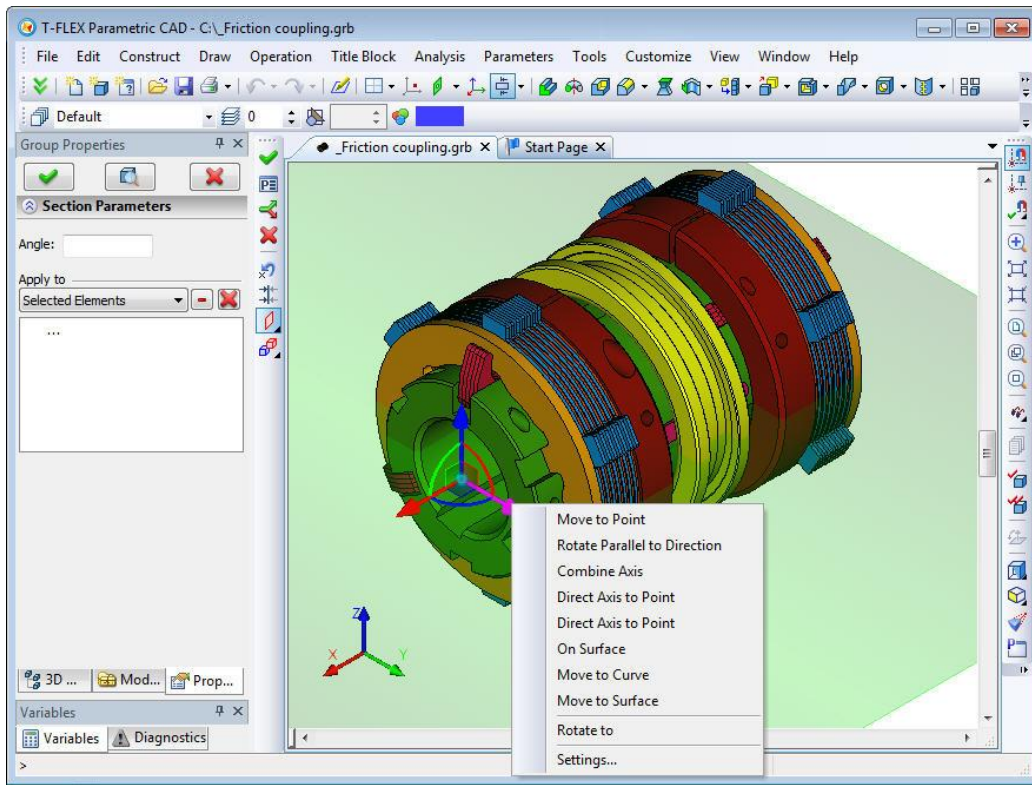 T-FLEX Parametric CAD - C:\_Friction coupling.grb
File Edit Construct Draw Operation Title Block Analysis Parameters Tools Customize View Window Help
Default 0
Group Properties
_Friction coupling.grb Start Page
PE
Section Parameters
Angle:
Apply to
Selected Elements
...
Move to Point
Rotate Parallel to Direction
Combine Axis
Direct Axis to Point
Direct Axis to Point
On Surface
Move to Curve
Move to Surface
Rotate to
Settings...
Z
X Y
3D ... Mod... Prop...
Variables
Variables Diagnostics
>